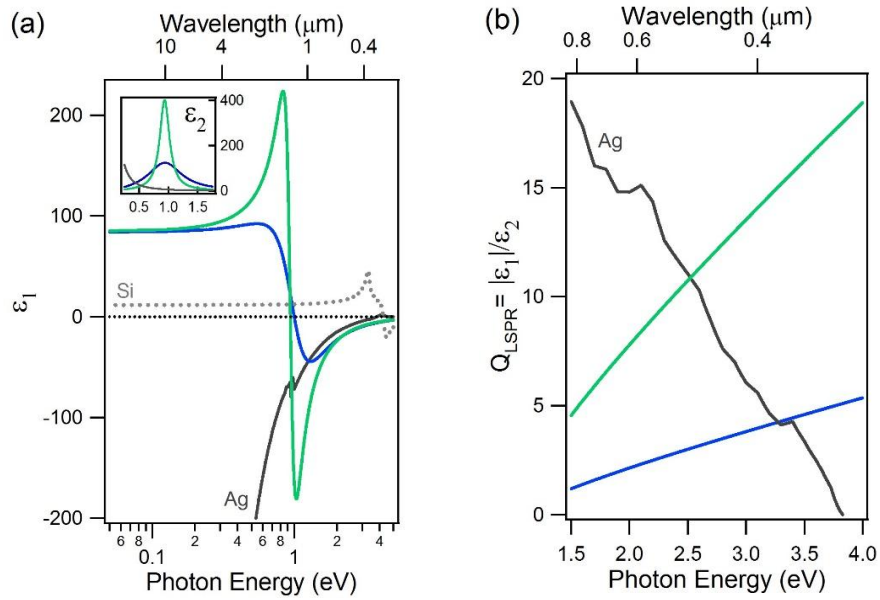 (a)
Wavelength (μm)
10 4 1 0.4
200
100
0
-100
-200
ε1
ε2
400
200
0
0.5 1.0 1.5
Si
Ag
6 8 2 4 6 8 2 4
0.1 1
Photon Energy (eV)
(b)
Wavelength (μm)
0.8 0.6 0.4
20
15
10
5
0
QLSPR= |ε1|/ε2
Ag
1.5 2.0 2.5 3.0 3.5 4.0
Photon Energy (eV)